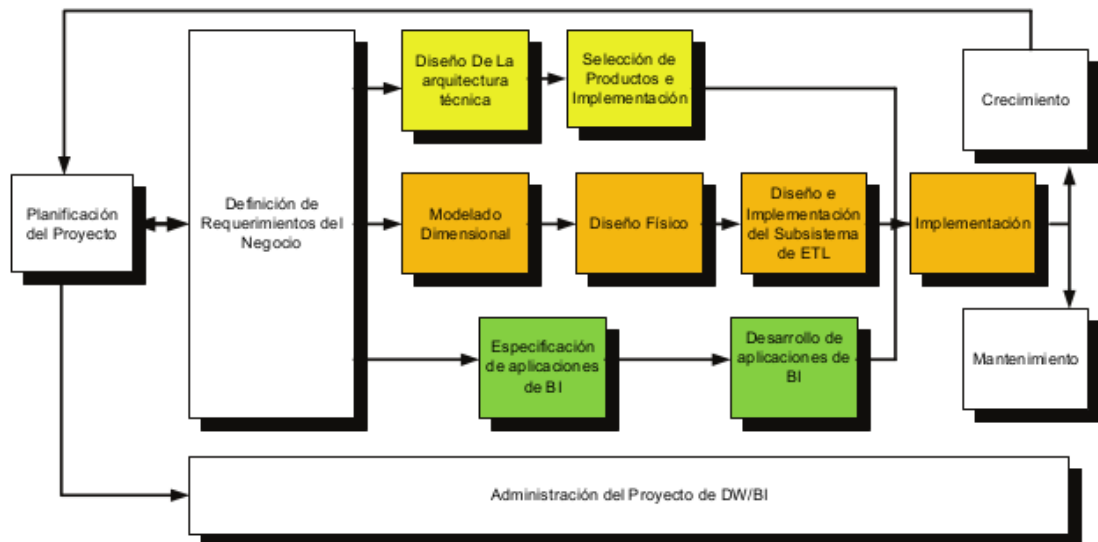 Diseño De La
arquitectura
técnica
Selección de
Productos e
Implementación
Crecimiento
Planificación
del Proyecto
Definición de
Requerimientos del
Negocio
Modelado
Dimensional
Diseño Físico
Diseño e
Implementación
del Subsistema
de ETL
Implementación
Especificación
de aplicaciones
de BI
Desarrollo de
aplicaciones de
BI
Mantenimiento
Administración del Proyecto de DW/BI